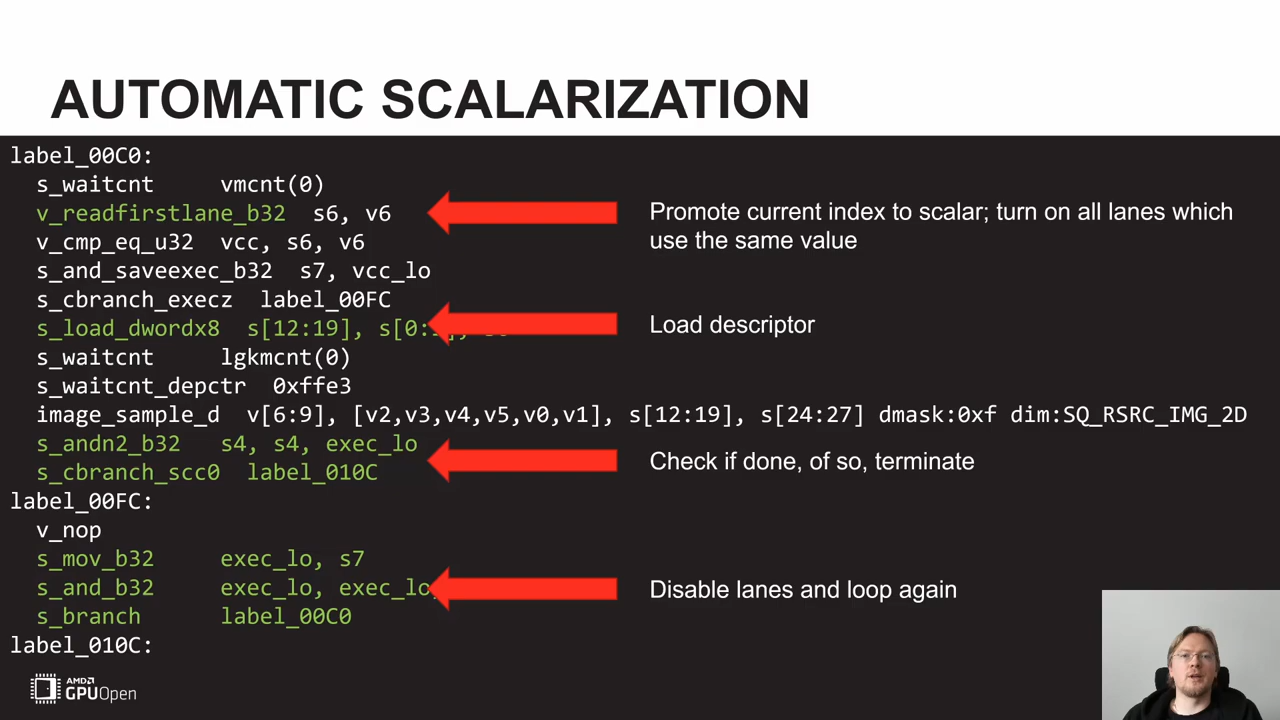 AUTOMATIC SCALARIZATION
label_00C0:
s_waitcnt vmcnt(0)
v_readfirstlane_b32 s6, v6
v_cmp_eq_u32 vcc, s6, v6
s_and_saveexec_b32 s7, vcc_lo
s_cbranch_execz label_00FC
s_load_dwordx8 s[12:19], s[0:
s_waitcnt lgkmcnt(0)
s_waitcnt_depctr 0xffe3
image_sample_d v[6:9], [v2,v3,v4,v5,v0,v1], s[12:19], s[24:27] dmask:0xf dim:SQ_RSRC_IMG_2D
s_andn2_b32 s4, s4, exec_lo
s_cbranch_scc0 label_010C
label_00FC:
v_nop
s_mov_b32 exec_lo, s7
s_and_b32 exec_lo, exec_lo
s_branch label_00C0
label_010C:
Promote current index to scalar; turn on all lanes which
use the same value
Load descriptor
Check if done, of so, terminate
Disable lanes and loop again
AMD
GPUOpen